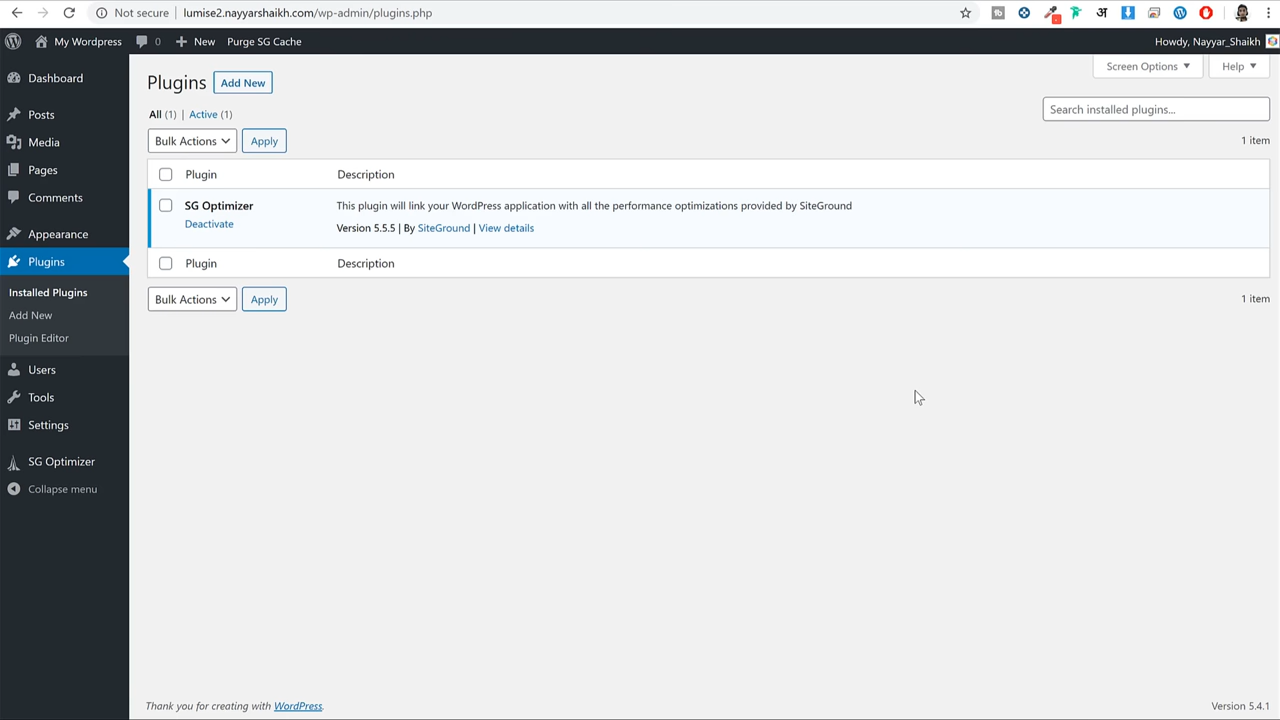 Not secure | lumise2.nayyarshaikh.com/wp-admin/plugins.php
My Wordpress 0 New Purge SG Cache Howdy, Nayyar_Shaikh
Dashboard
Posts
Media
Pages
Comments
Appearance
Plugins
Installed Plugins
Add New
Plugin Editor
Users
Tools
Settings
SG Optimizer
Collapse menu
Screen Options ▼ Help ▼
Plugins Add New
All (1) | Active (1)
Search installed plugins...
Bulk Actions Apply 1 item
Plugin Description
SG Optimizer This plugin will link your WordPress application with all the performance optimizations provided by SiteGround
Deactivate Version 5.5.5 | By SiteGround | View details
Plugin Description
Bulk Actions Apply 1 item
Thank you for creating with WordPress. Version 5.4.1